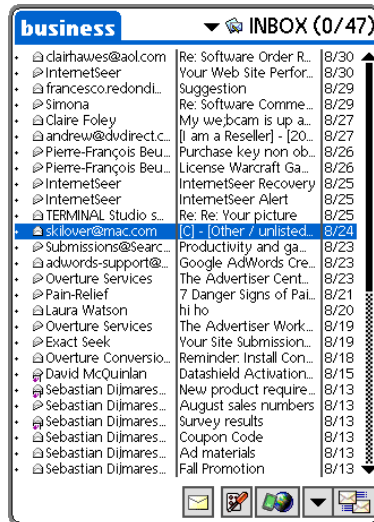 business INBOX (0/47)
clairhawes@aol.com Re: Software Order R... 8/30
InternetSeer Your Web Site Perfor... 8/30
francesco.redondi... Suggestion 8/29
Simona Re: Software Comme... 8/29
Claire Foley My we;bcam is up a... 8/27
andrew@dvdirect.c... [I am a Reseller] - [20... 8/27
Pierre-François Beu... Purchase key non ob... 8/26
Pierre-François Beu... License Warcraft Ga... 8/26
InternetSeer InternetSeer Recovery 8/25
InternetSeer InternetSeer Alert 8/25
TERMINAL Studio s... Re: Re: Your picture 8/25
skilover@mac.com [C] - [Other / unlisted... 8/24
Submissions@Searc... Productivity and ga... 8/23
adwords-support@... Google AdWords Cre... 8/23
Overture Services The Advertiser Cent... 8/23
Pain-Relief 7 Danger Signs of Pai... 8/21
Laura Watson hi ho 8/20
Overture Services The Advertiser Work... 8/19
Exact Seek Your Site Submission... 8/19
Overture Conversio... Reminder: Install Con... 8/18
David McQuinlan Datashield Activation... 8/15
Sebastian Dijmares... New product require... 8/13
Sebastian Dijmares... August sales numbers 8/13
Sebastian Dijmares... Survey results 8/13
Sebastian Dijmares... Coupon Code 8/13
Sebastian Dijmares... Ad materials 8/13
Sebastian Dijmares... Fall Promotion 8/13